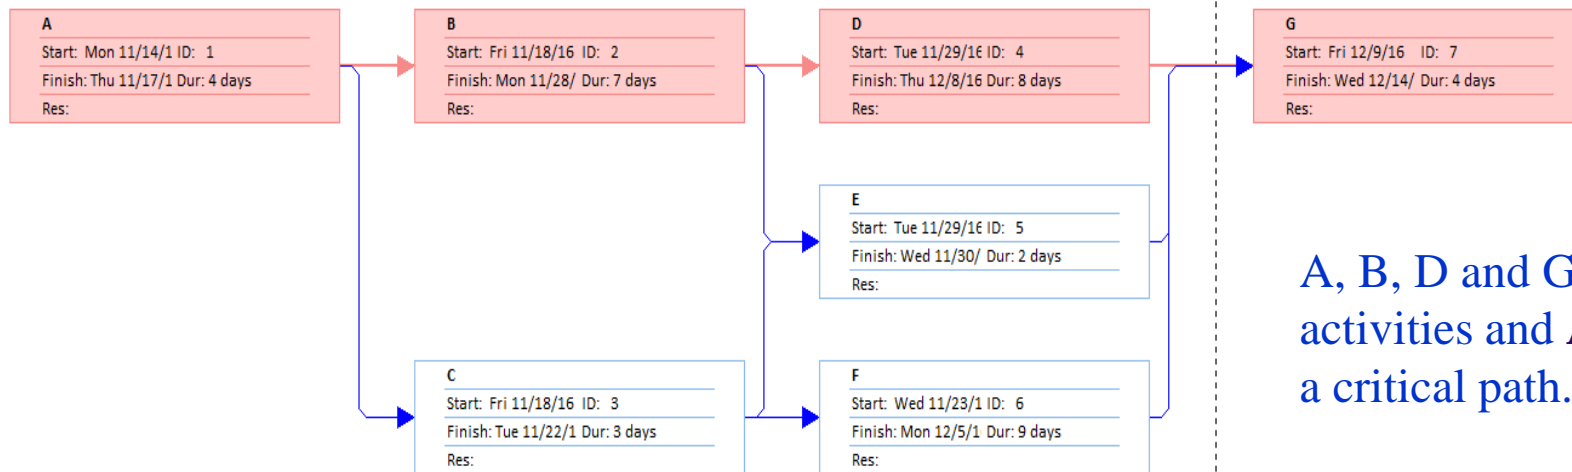 A
Start: Mon 11/14/1 ID: 1
Finish: Thu 11/17/1 Dur: 4 days
Res:
B
Start: Fri 11/18/16 ID: 2
Finish: Mon 11/28/ Dur: 7 days
Res:
D
Start: Tue 11/29/16 ID: 4
Finish: Thu 12/8/16 Dur: 8 days
Res:
G
Start: Fri 12/9/16 ID: 7
Finish: Wed 12/14/ Dur: 4 days
Res:
E
Start: Tue 11/29/16 ID: 5
Finish: Wed 11/30/ Dur: 2 days
Res:
C
Start: Fri 11/18/16 ID: 3
Finish: Tue 11/22/1 Dur: 3 days
Res:
F
Start: Wed 11/23/1 ID: 6
Finish: Mon 12/5/1 Dur: 9 days
Res:
A, B, D and G
activities and
a critical path.